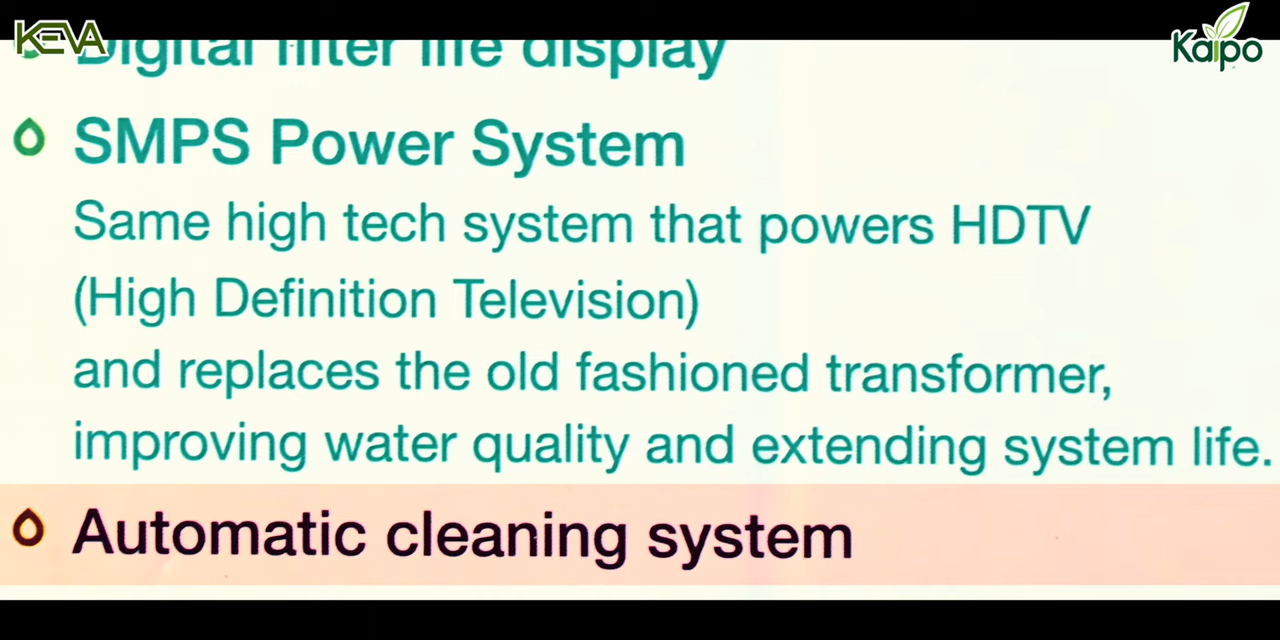 KEVA
Kaipo
Digital filter life display
SMPS Power System
Same high tech system that powers HDTV
(High Definition Television)
and replaces the old fashioned transformer,
improving water quality and extending system life.
Automatic cleaning system